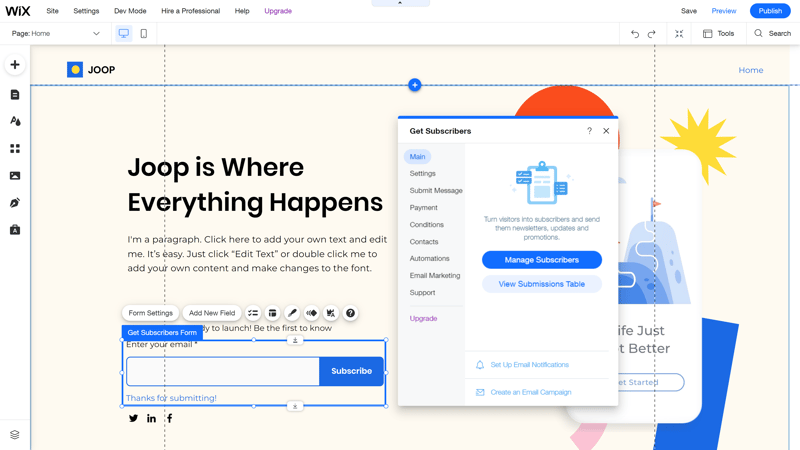 WiX Site Settings Dev Mode Hire a Professional Help Upgrade Save Preview Publish
Page: Home Tools Search
JOOP Home
Get Subscribers ?
Main
Settings
Submit Message
Payment
Conditions
Contacts
Automations
Email Marketing
Support
Upgrade
Turn visitors into subscribers and send
them newsletters, updates and
promotions.
Manage Subscribers
View Submissions Table
Set Up Email Notifications
Create an Email Campaign
Joop is Where
Everything Happens
I'm a paragraph. Click here to add your own text and edit
me. It's easy. Just click “Edit Text” or double click me to
add your own content and make changes to the font.
Form Settings Add New Field ?
to launch! Be the first to know
Get Subscribers Form
Enter your email *
Subscribe
Thanks for submitting!
ife Just
t Better
et Started